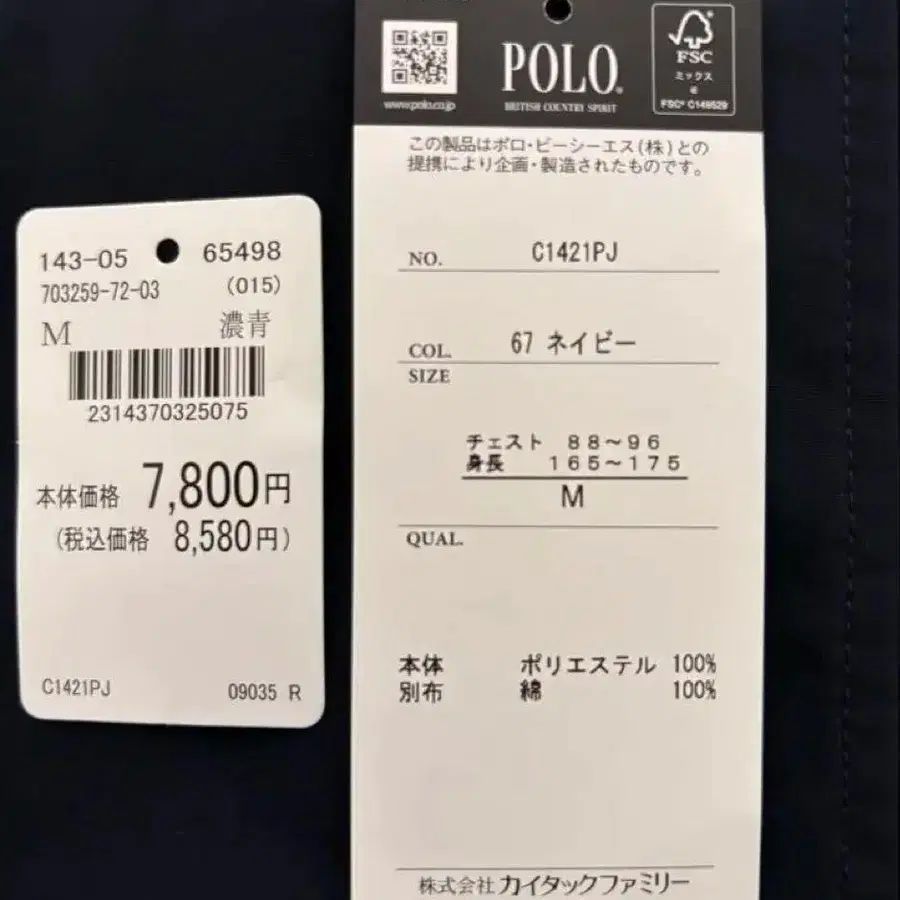 143-05 65498
703259-72-03 (015)
M 濃青
2314370325075
本体価格 7,800円
(税込価格 8,580円)
C1421PJ 09035 R
www.polo.co.jp
POLO®
BRITISH COUNTRY SPIRIT
FSC
ミックス
FSC® C149529
この製品はポロ・ビーシーエス(株)との
提携により企画・製造されたものです。
NO. C1421PJ
COL. 67 ネイビー
SIZE
チェスト 88～96
身長 165～175
M
QUAL.
本体 ポリエステル 100%
別布 綿 100%
株式会社カイタックファミリー